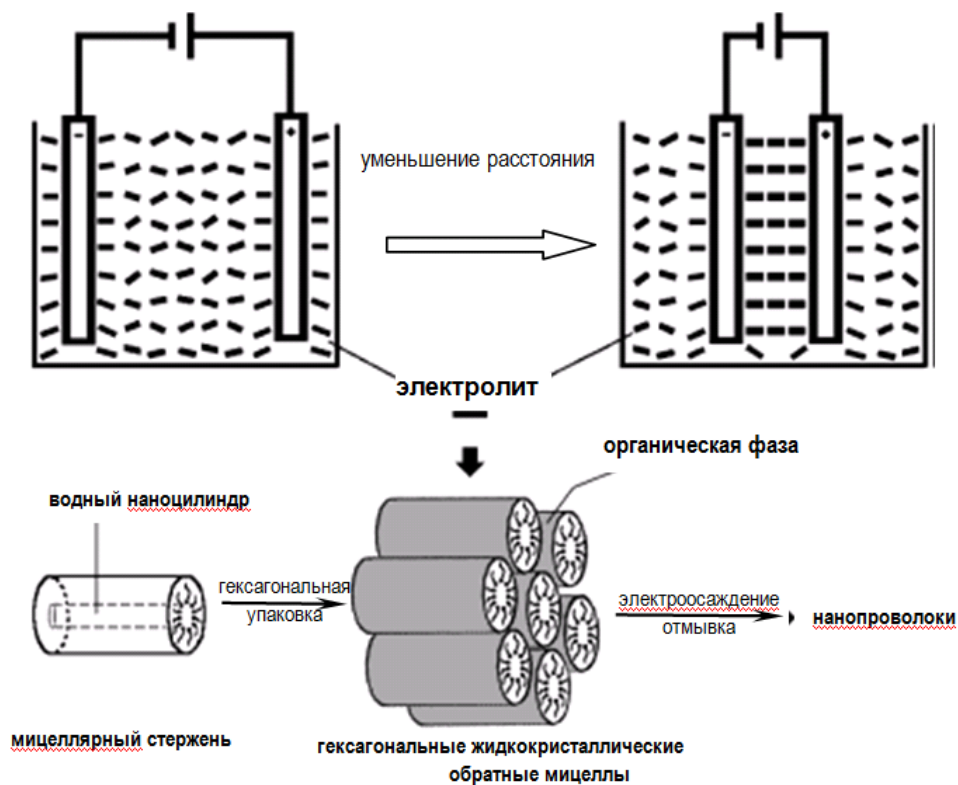 -
+
уменьшение расстояния
-
+
электролит
органическая фаза
водный наноцилиндр
гексагональная
упаковка
электроосаждение
отмывка
нанопроволоки
мицеллярный стержень
гексагональные жидкокристаллические
обратные мицеллы